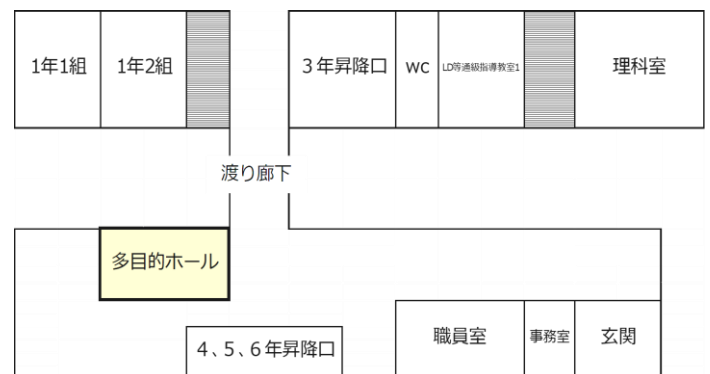 1年1組
1年2組
３年昇降口
WC
LD等通級指導教室1
理科室
渡り廊下
多目的ホール
４、５、６年昇降口
職員室
事務室
玄関